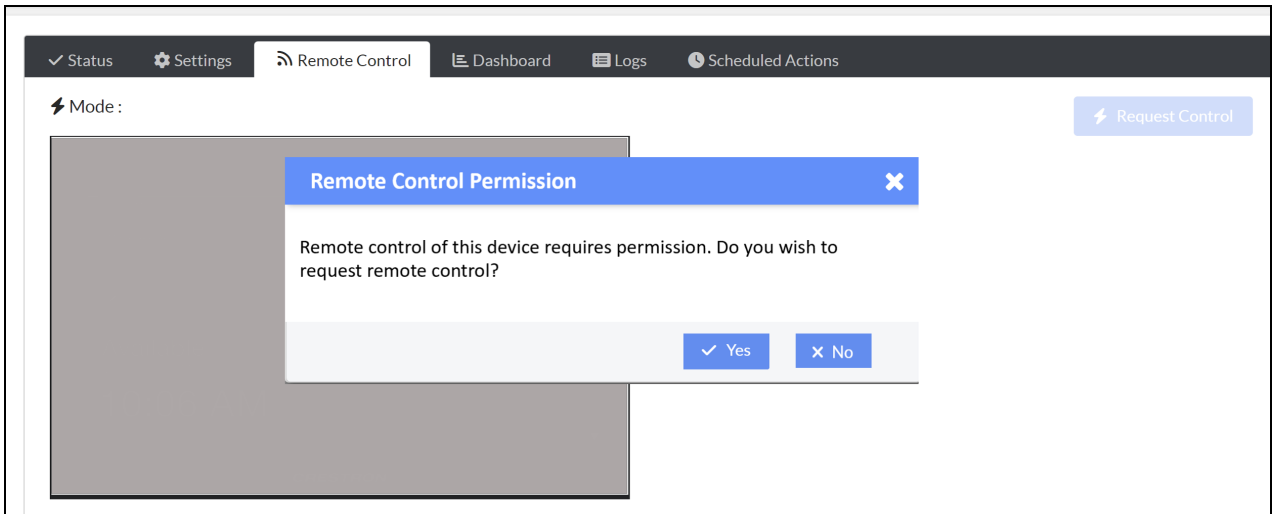 Status Settings Remote Control Dashboard Logs Scheduled Actions
Mode :
Request Control
Remote Control Permission
Remote control of this device requires permission. Do you wish to
request remote control?
Yes No